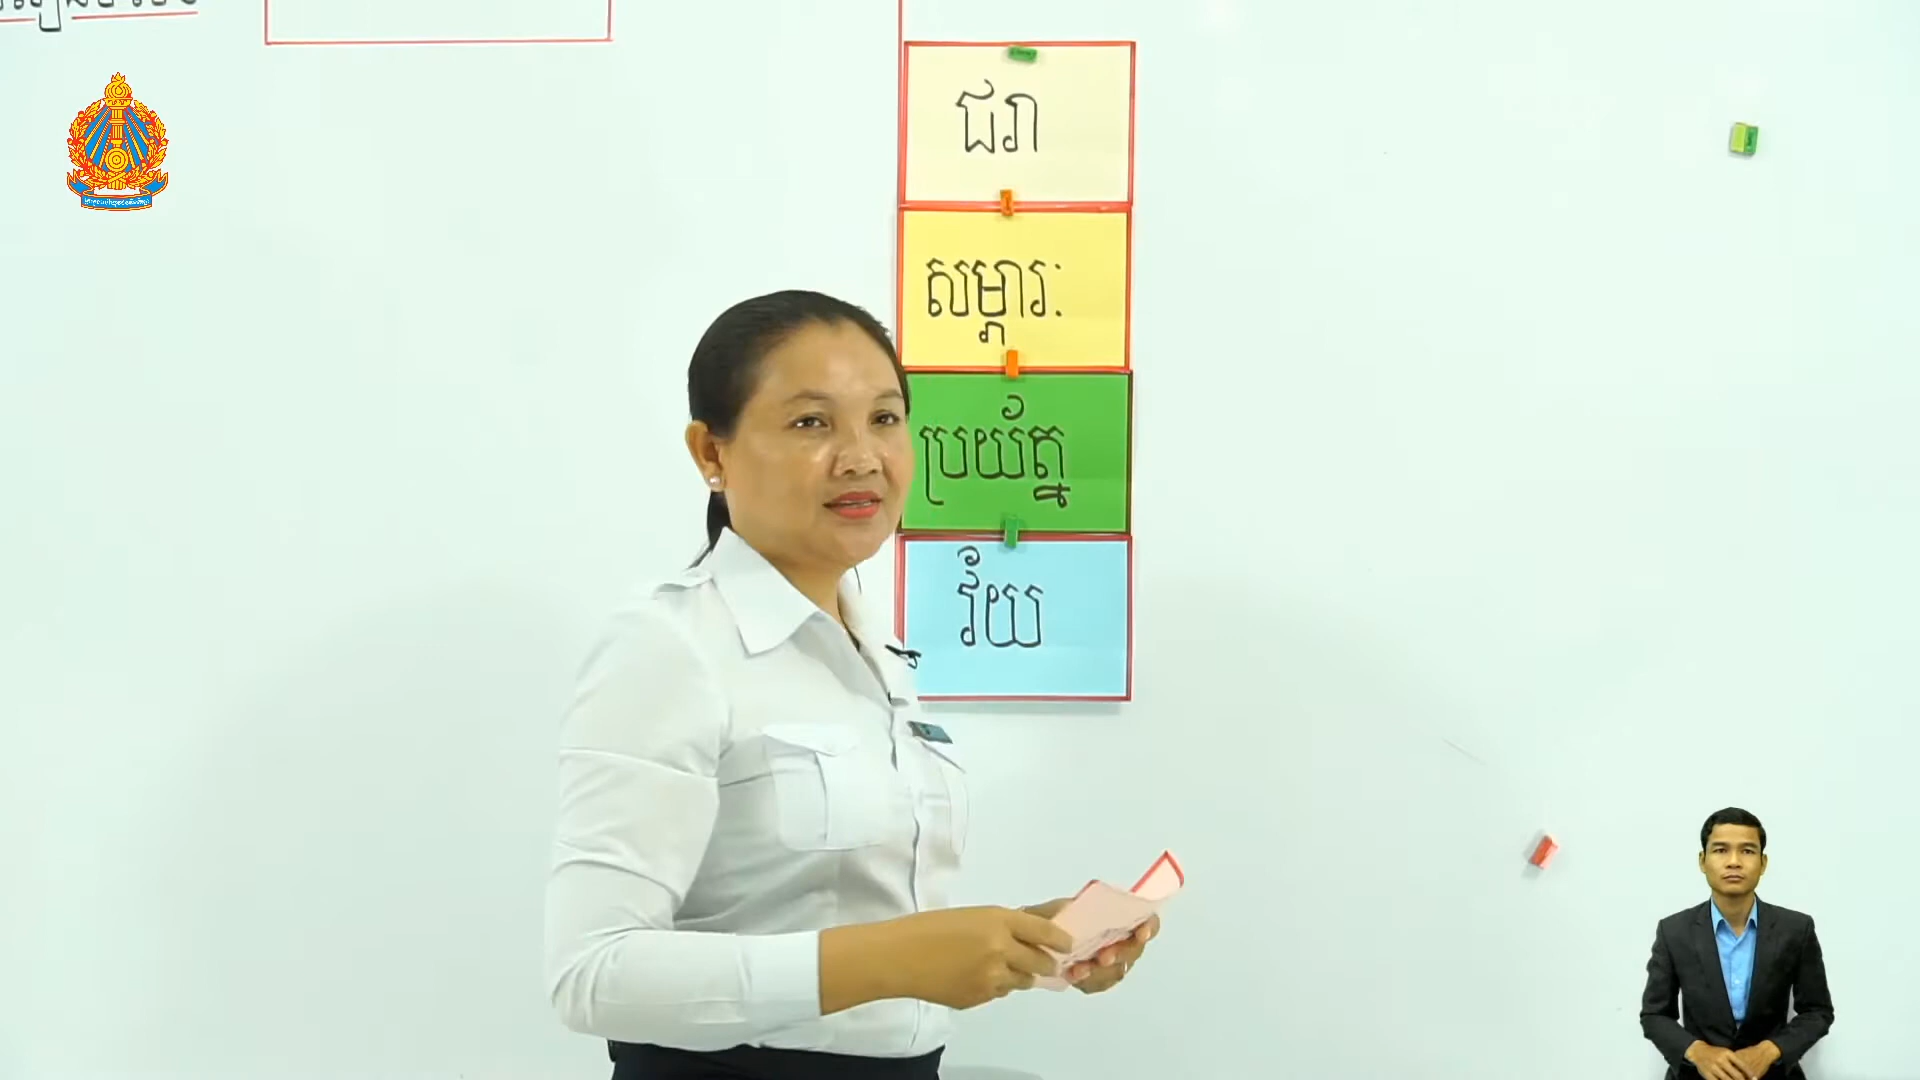 ជរា
សម្ភារៈ
ប្រយ័ត្ន
វ័យ